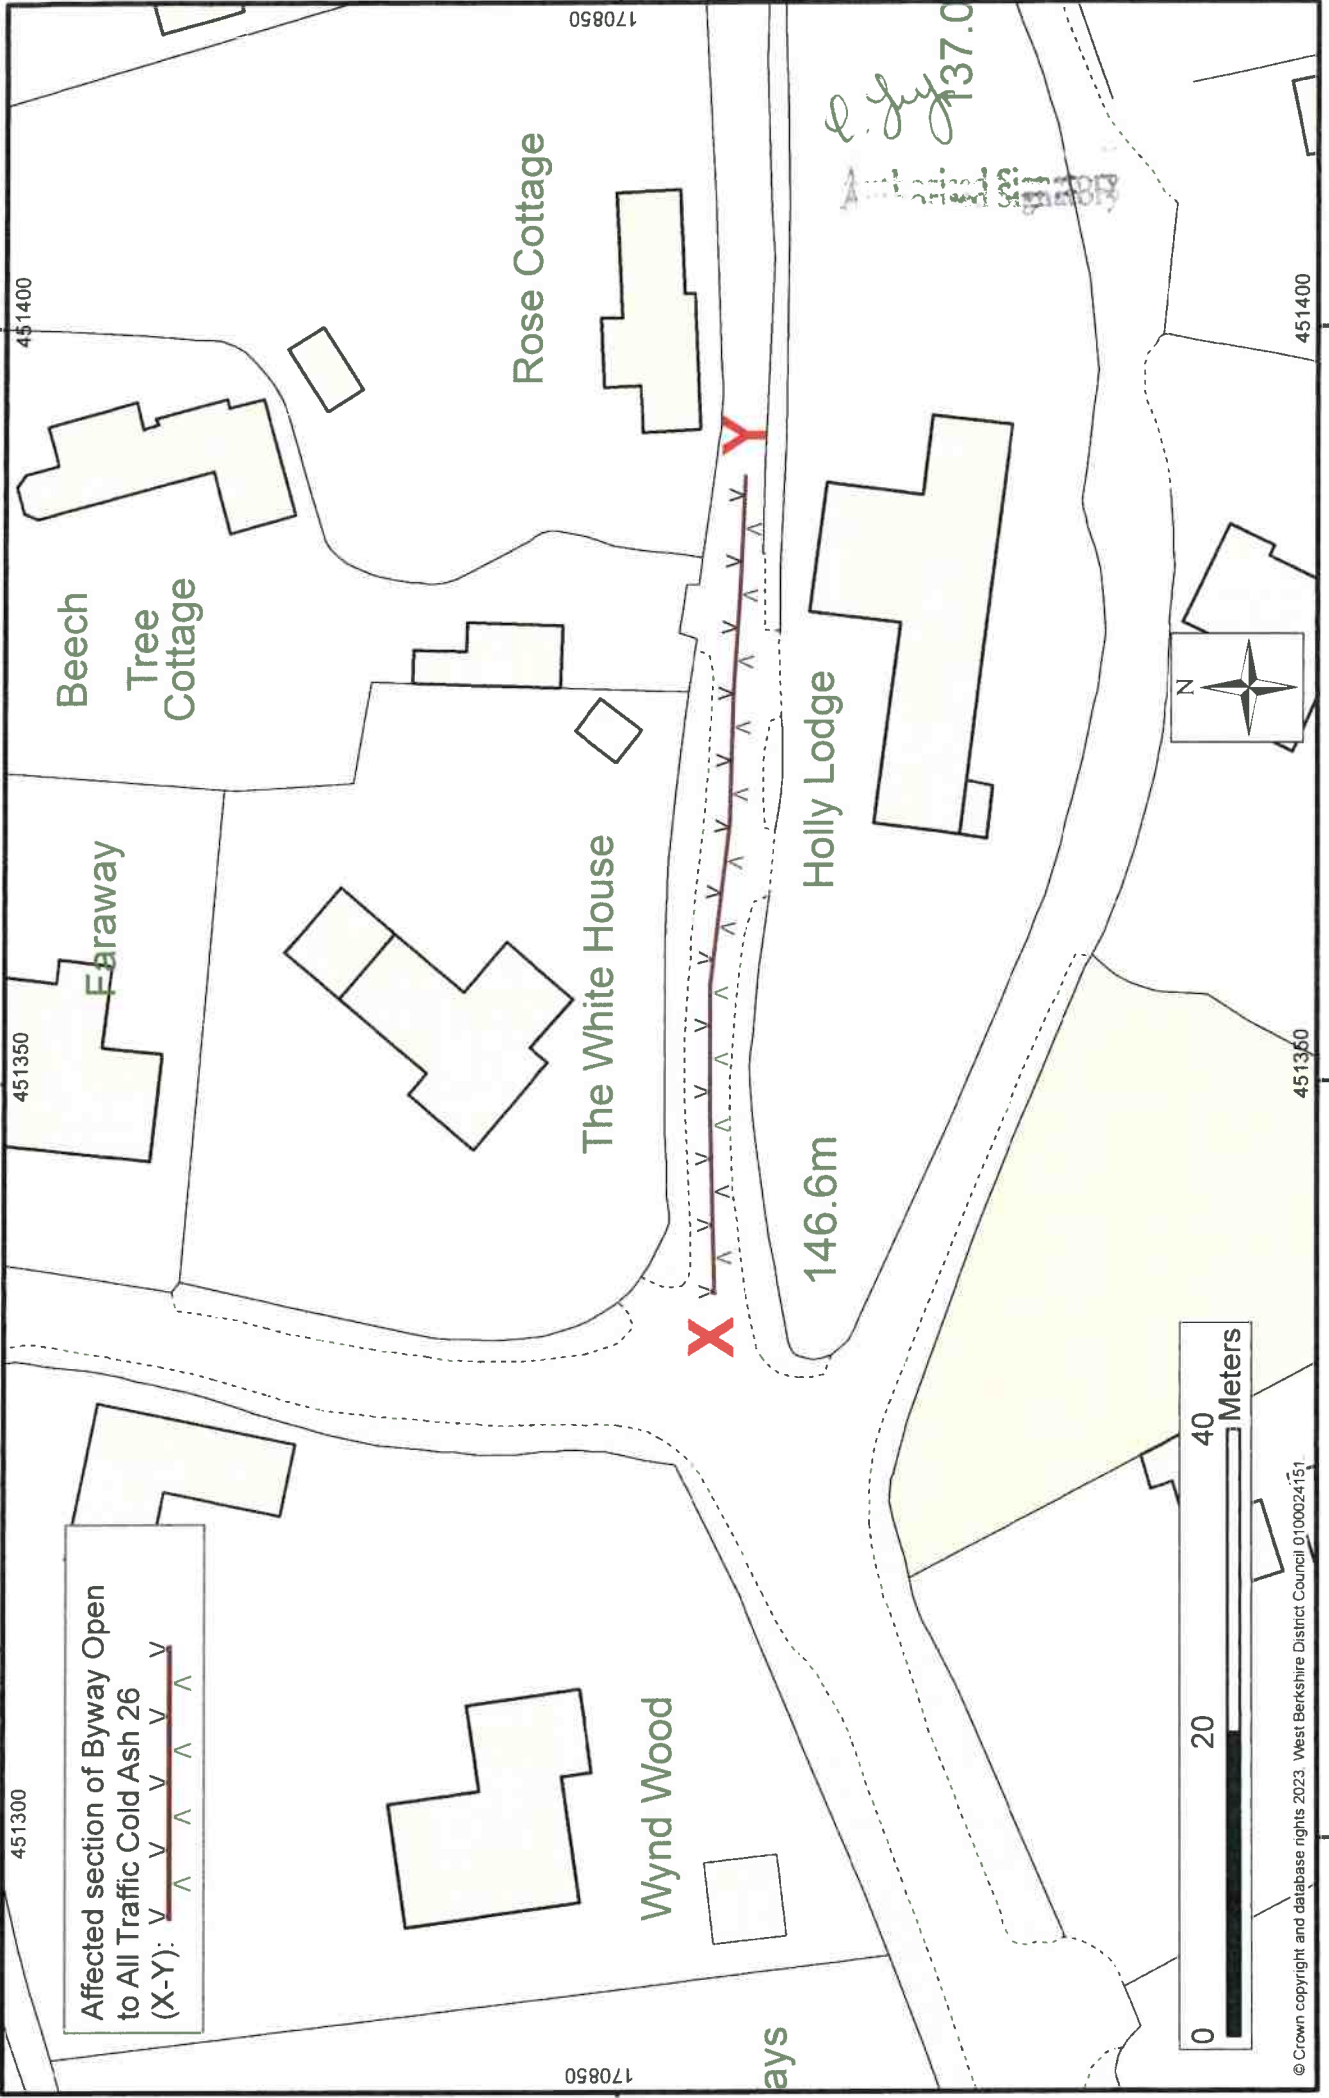 451300
451350
451400
Affected section of Byway Open
to All Traffic Cold Ash 26
(X-Y):
Faraway
Beech
Tree
Cottage
Rose Cottage
The White House
Wynd Wood
170850
170850
X
Y
146.6m
Holly Lodge
137.0
Authorised Signatory
ays
N
0
20
40
Meters
451350
451400
© Crown copyright and database rights 2023. West Berkshire District Council 0100024151.